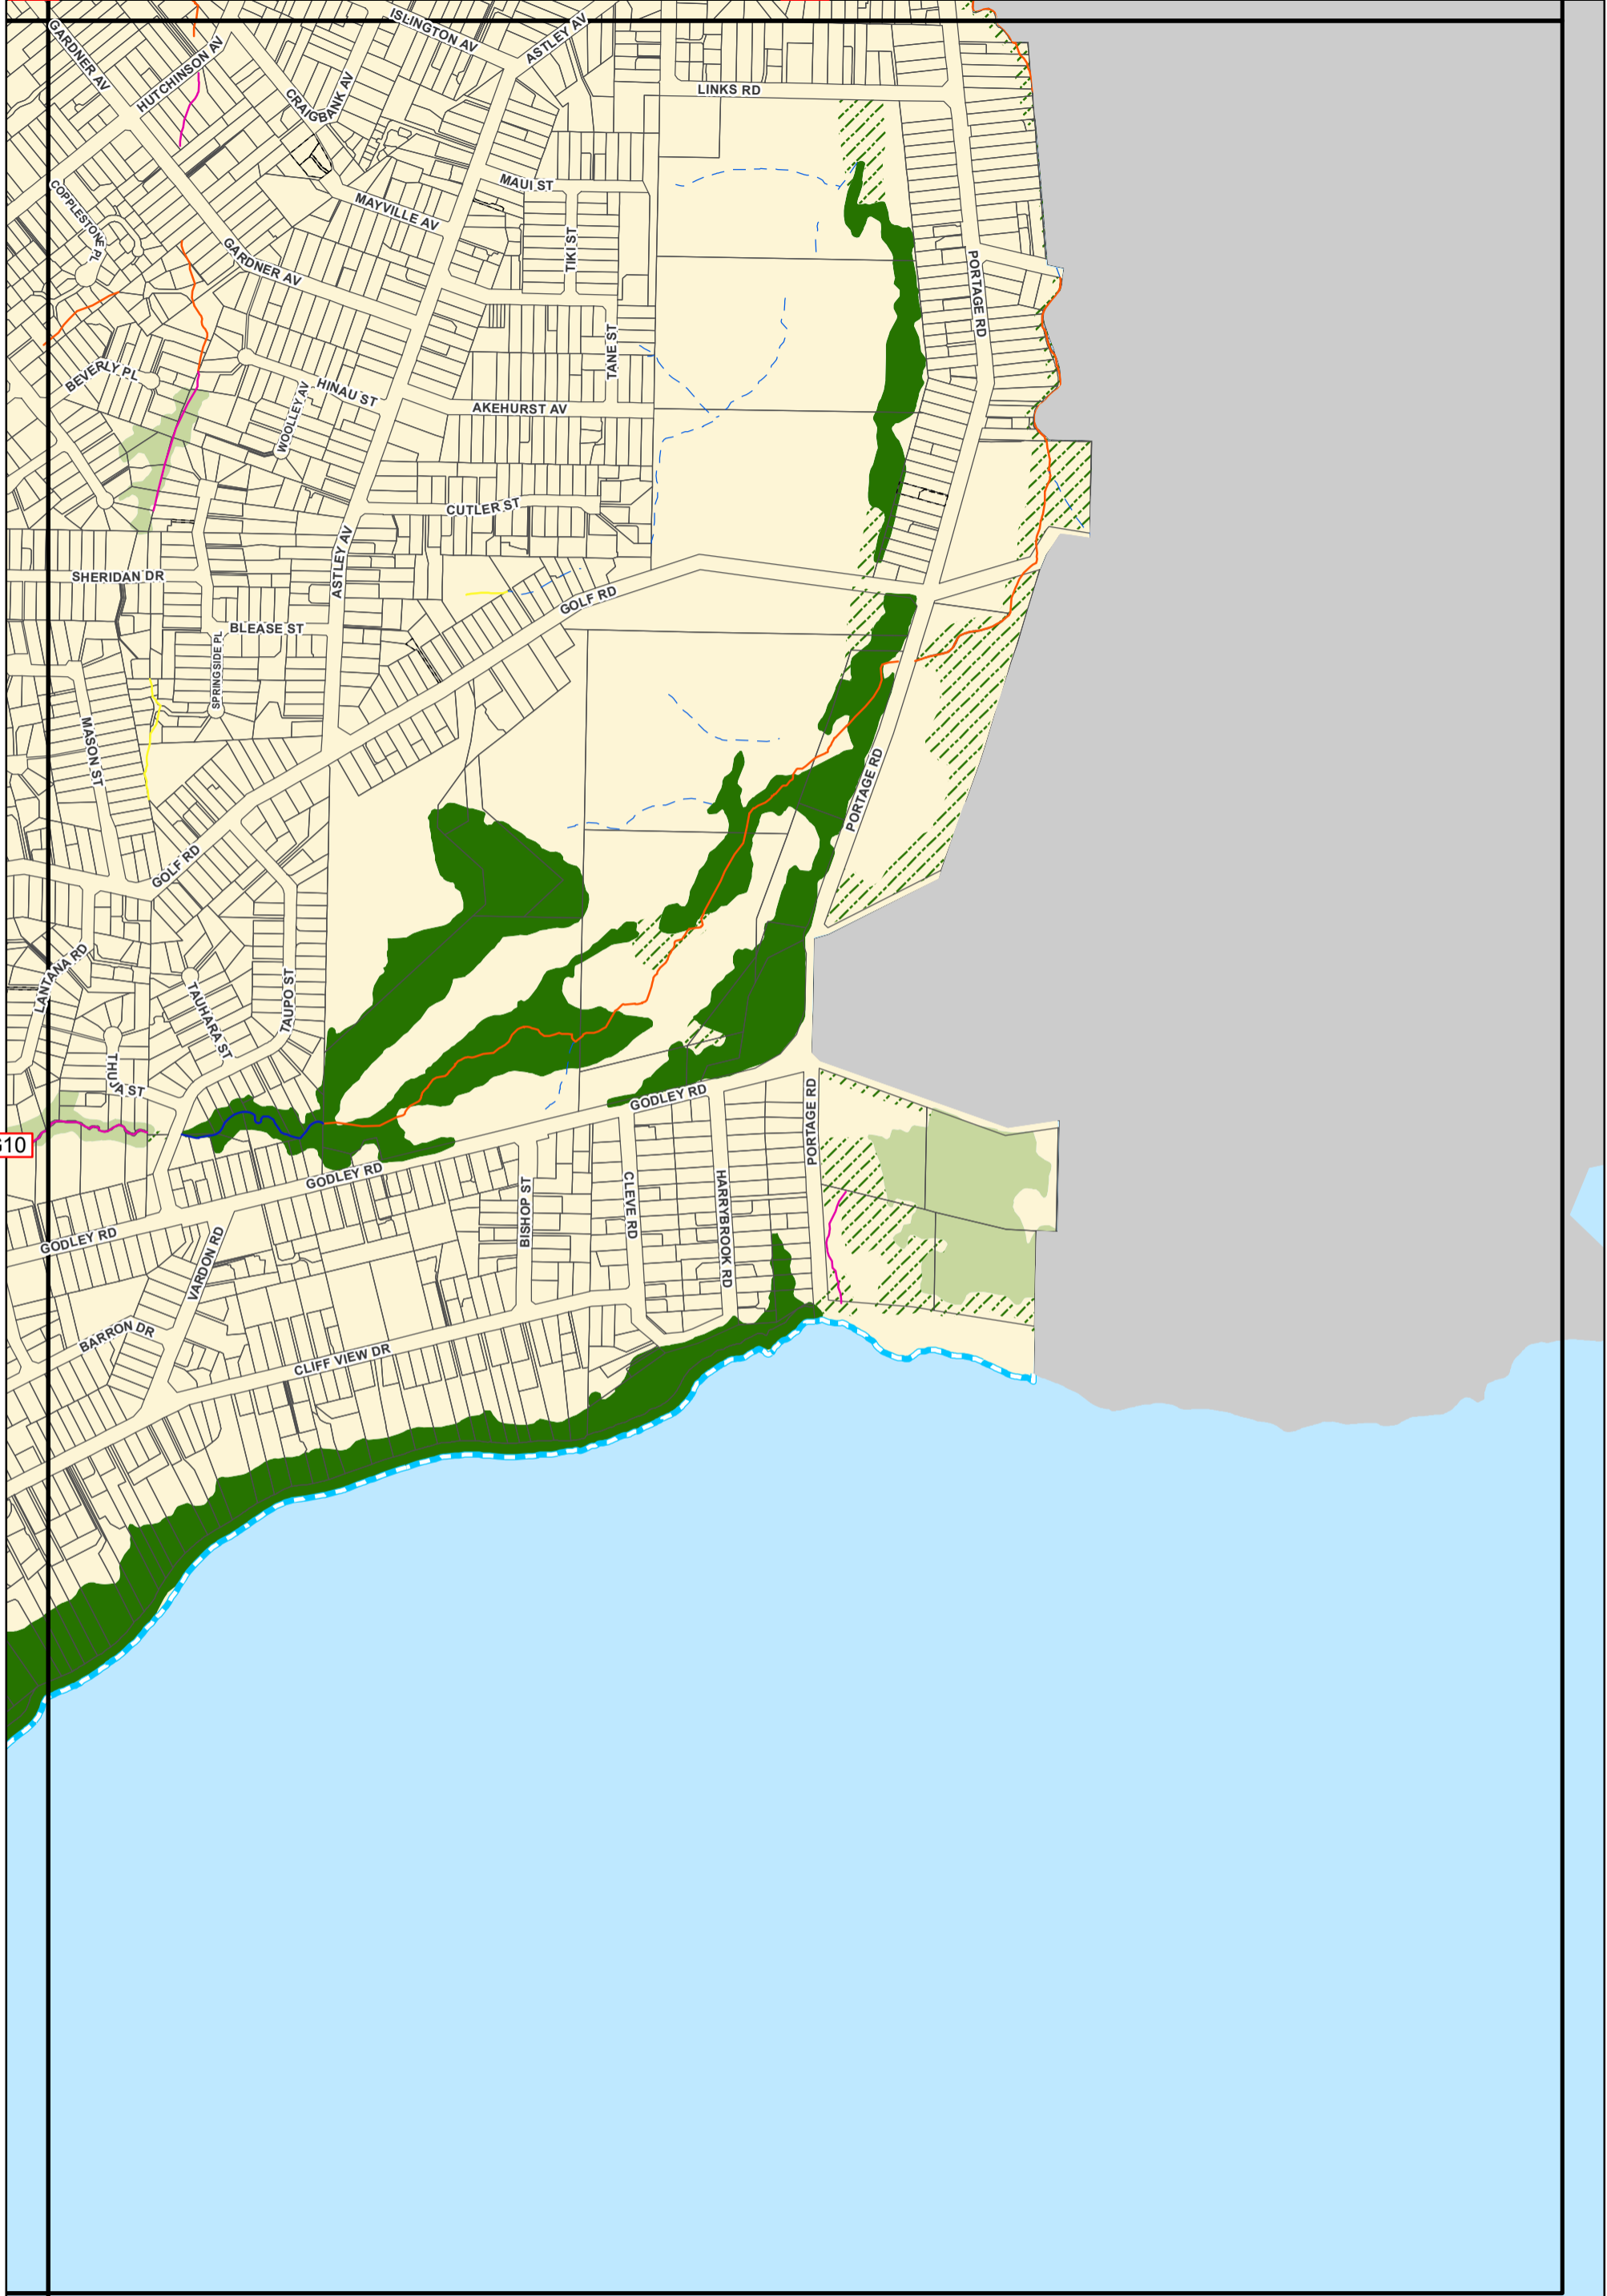 ISLINGTON AV
ASTLEY AV
GARDNER AV
HUTCHINSON AV
CRAIGBANK AV
LINKS RD
MAUI ST
COPPLESTONE PL
MAYVILLE AV
TIKI ST
GARDNER AV
PORTAGE RD
TANE ST
BEVERLY PL
HINAU ST
WOOLLEY AV
AKEHURST AV
CUTLER ST
ASTLEY AV
SHERIDAN DR
GOLF RD
BLEASE ST
SPRINGSIDE PL
MASON ST
PORTAGE RD
GOLF RD
LANTANA RD
TAUHARA ST
TAUPO ST
THUJA ST
GODLEY RD
PORTAGE RD
10
GODLEY RD
BISHOP ST
CLEVE RD
HARRYBROOK RD
GODLEY RD
VARDON RD
BARRON DR
CLIFF VIEW DR